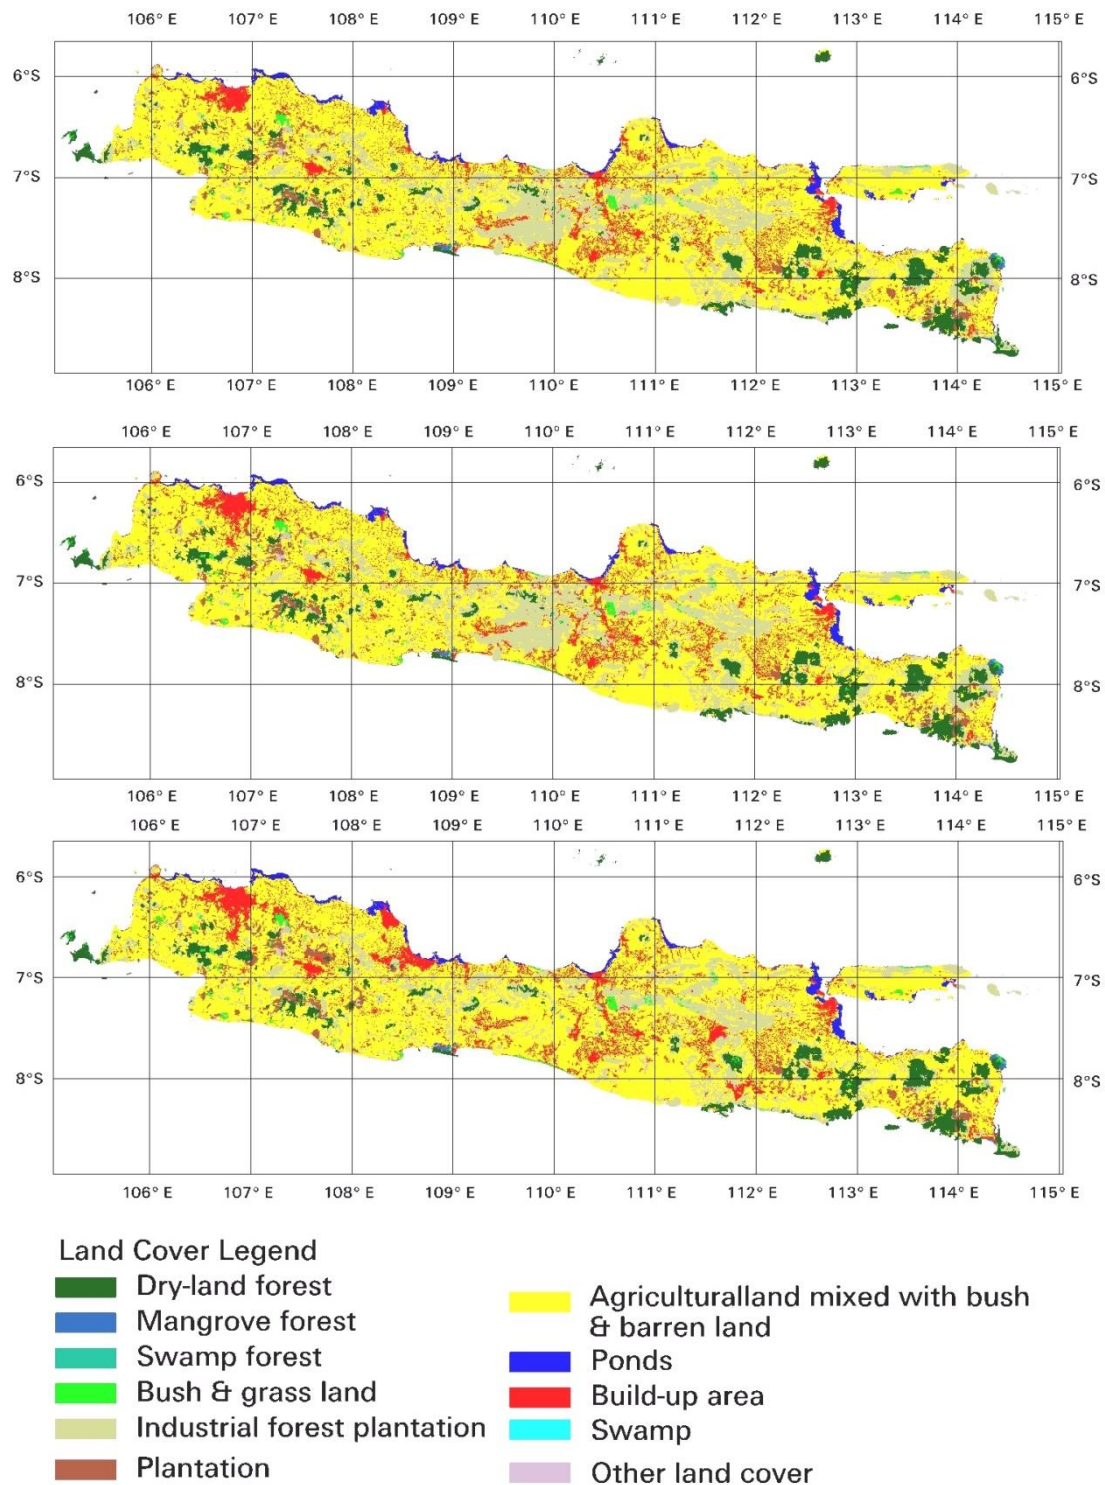 106° E 107° E 108° E 109° E 110° E 111° E 112° E 113° E 114° E 115° E
6°S 6°S
7°S 7°S
8°S 8°S
106° E 107° E 108° E 109° E 110° E 111° E 112° E 113° E 114° E 115° E
106° E 107° E 108° E 109° E 110° E 111° E 112° E 113° E 114° E 115° E
6°S 6°S
7°S 7°S
8°S 8°S
106° E 107° E 108° E 109° E 110° E 111° E 112° E 113° E 114° E 115° E
106° E 107° E 108° E 109° E 110° E 111° E 112° E 113° E 114° E 115° E
6°S 6°S
7°S 7°S
8°S 8°S
106° E 107° E 108° E 109° E 110° E 111° E 112° E 113° E 114° E 115° E
Land Cover Legend
Dry-land forest
Mangrove forest
Swamp forest
Bush & grass land
Industrial forest plantation
Plantation
Agriculturalland mixed with bush
& barren land
Ponds
Build-up area
Swamp
Other land cover